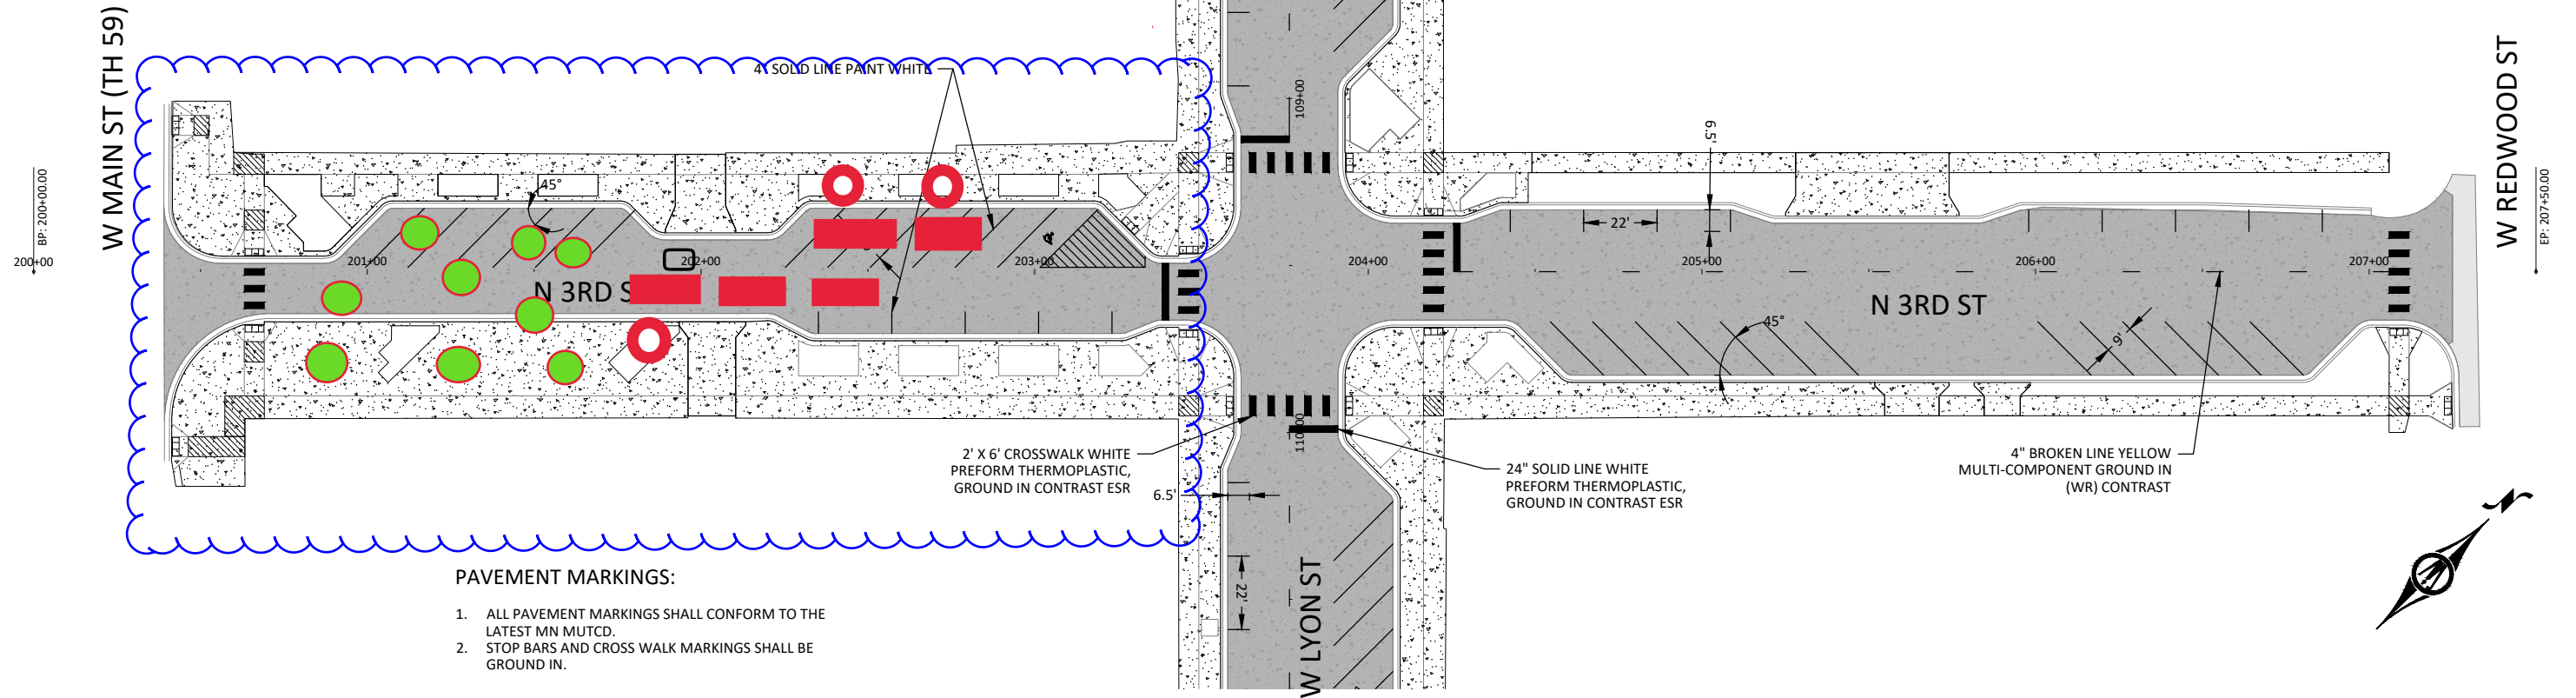 W MAIN ST (TH 59)
BP: 200+00.00
200+00
4" SOLID LINE PAINT WHITE
45°
201+00
202+00
203+00
N 3RD S
109+00
6.5'
22'
204+00
205+00
206+00
207+00
N 3RD ST
45°
9'
W REDWOOD ST
EP: 207+50.00
2' X 6' CROSSWALK WHITE
PREFORM THERMOPLASTIC,
GROUND IN CONTRAST ESR
110+00
24" SOLID LINE WHITE
PREFORM THERMOPLASTIC,
GROUND IN CONTRAST ESR
4" BROKEN LINE YELLOW
MULTI-COMPONENT GROUND IN
(WR) CONTRAST
6.5'
22'
W LYON ST
N
PAVEMENT MARKINGS:
1. ALL PAVEMENT MARKINGS SHALL CONFORM TO THE
LATEST MN MUTCD.
2. STOP BARS AND CROSS WALK MARKINGS SHALL BE
GROUND IN.